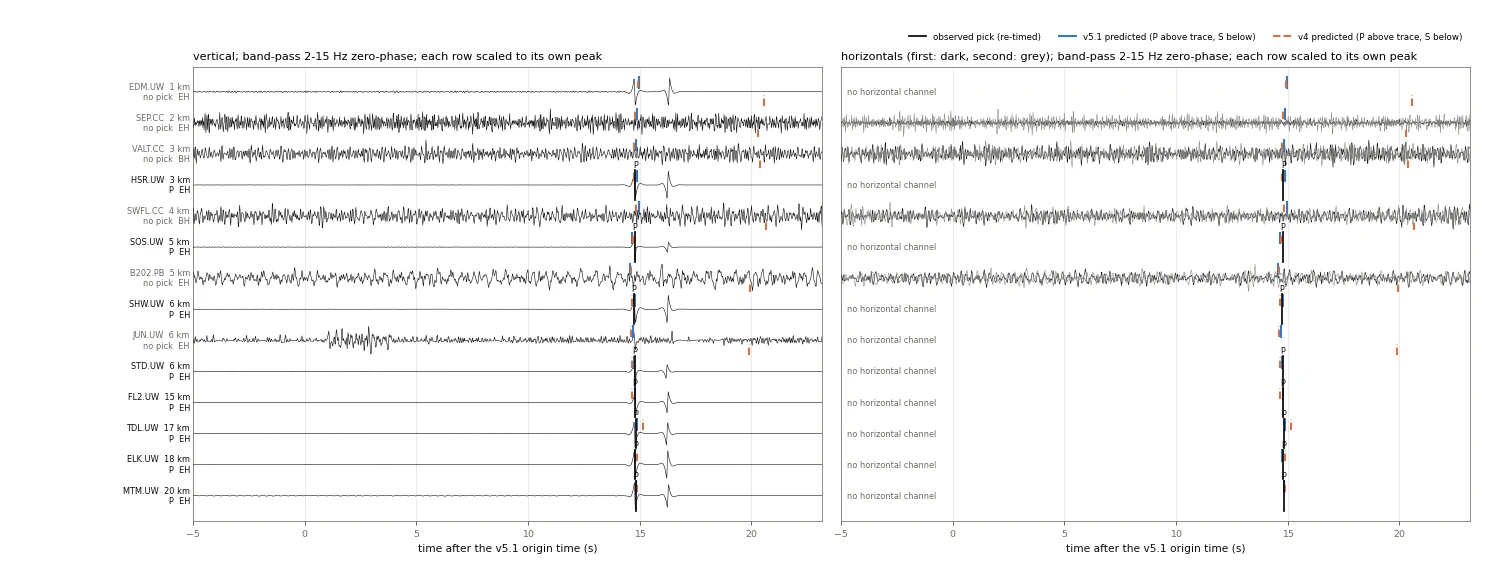 observed pick (re-timed)
v5.1 predicted (P above trace, S below)
v4 predicted (P above trace, S below)
vertical; band-pass 2-15 Hz zero-phase; each row scaled to its own peak
horizontals (first: dark, second: grey); band-pass 2-15 Hz zero-phase; each row scaled to its own peak
EDM.UW 1 km
no pick EH
no horizontal channel
SEP.CC 2 km
no pick EH
VALT.CC 3 km
no pick BH
P
P
HSR.UW 3 km
P EH
no horizontal channel
SWFL.CC 4 km
no pick BH
P
P
SOS.UW 5 km
P EH
no horizontal channel
B202.PB 5 km
no pick EH
P
P
SHW.UW 6 km
P EH
no horizontal channel
JUN.UW 6 km
no pick EH
no horizontal channel
P
P
STD.UW 6 km
P EH
no horizontal channel
P
P
FL2.UW 15 km
P EH
no horizontal channel
P
P
TDL.UW 17 km
P EH
no horizontal channel
P
P
ELK.UW 18 km
P EH
no horizontal channel
P
P
MTM.UW 20 km
P EH
no horizontal channel
−5 0 5 10 15 20
−5 0 5 10 15 20
time after the v5.1 origin time (s)
time after the v5.1 origin time (s)